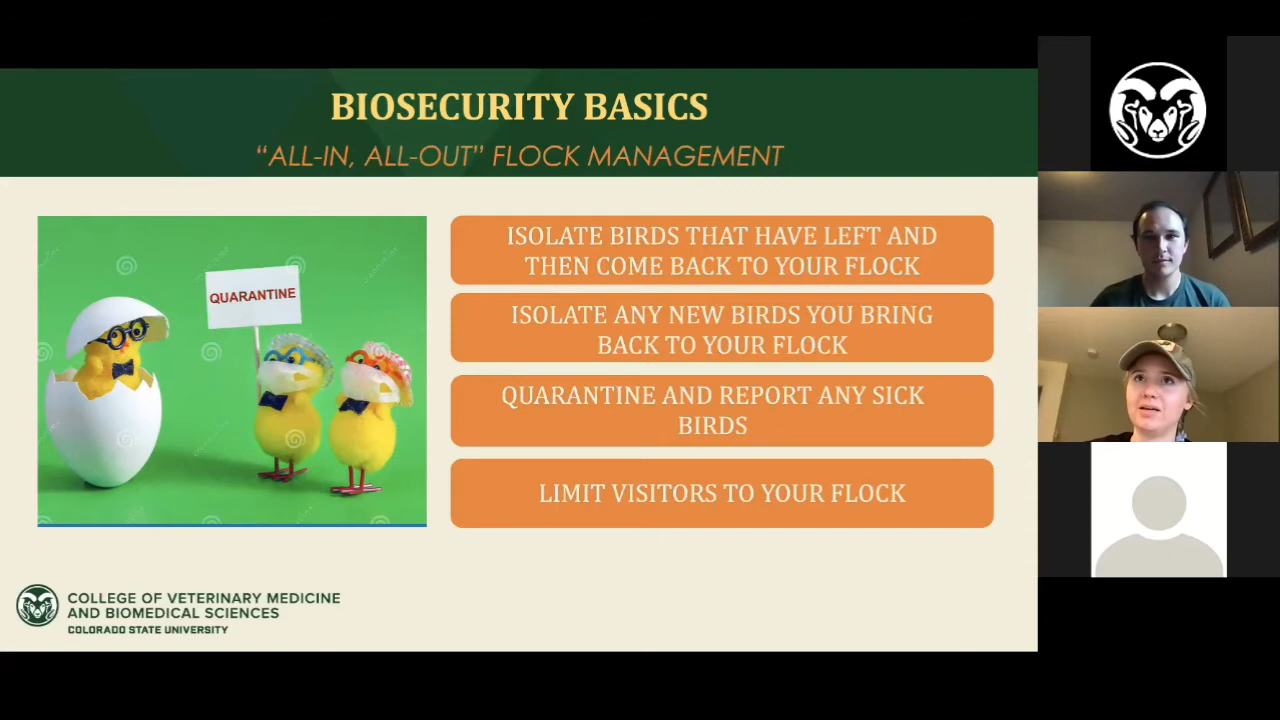 BIOSECURITY BASICS
“ALL-IN, ALL-OUT” FLOCK MANAGEMENT
QUARANTINE
ISOLATE BIRDS THAT HAVE LEFT AND
THEN COME BACK TO YOUR FLOCK
ISOLATE ANY NEW BIRDS YOU BRING
BACK TO YOUR FLOCK
QUARANTINE AND REPORT ANY SICK
BIRDS
LIMIT VISITORS TO YOUR FLOCK
COLLEGE OF VETERINARY MEDICINE
AND BIOMEDICAL SCIENCES
COLORADO STATE UNIVERSITY